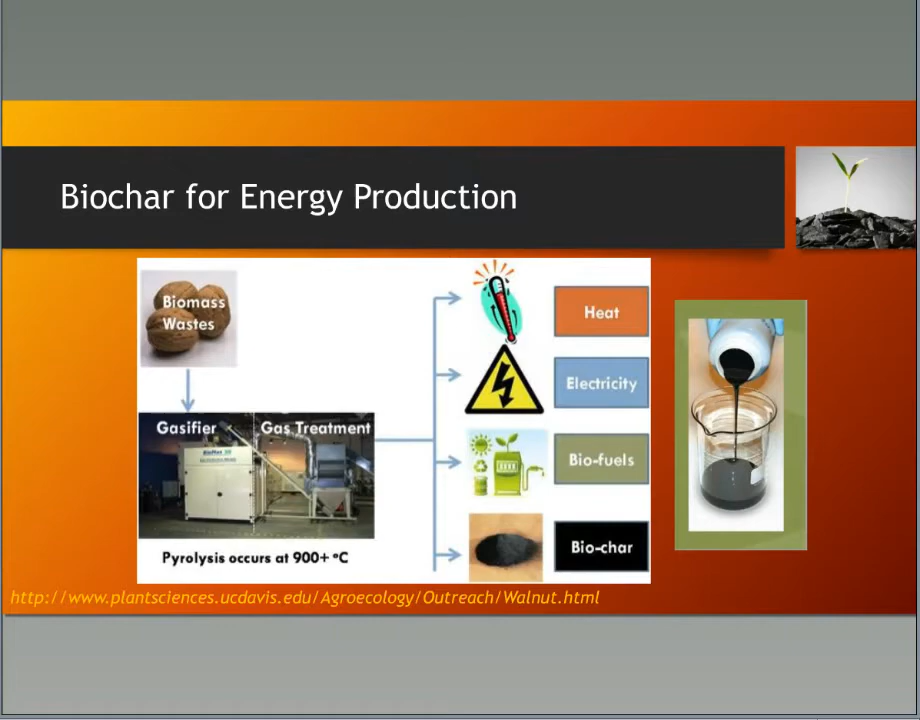 Biochar for Energy Production
Biomass
Wastes
Gasifier
Gas Treatment
Pyrolysis occurs at 900+ °C
Heat
Electricity
Bio-fuels
Bio-char
http://www.plantsciences.ucdavis.edu/Agroecology/Outreach/Walnut.html